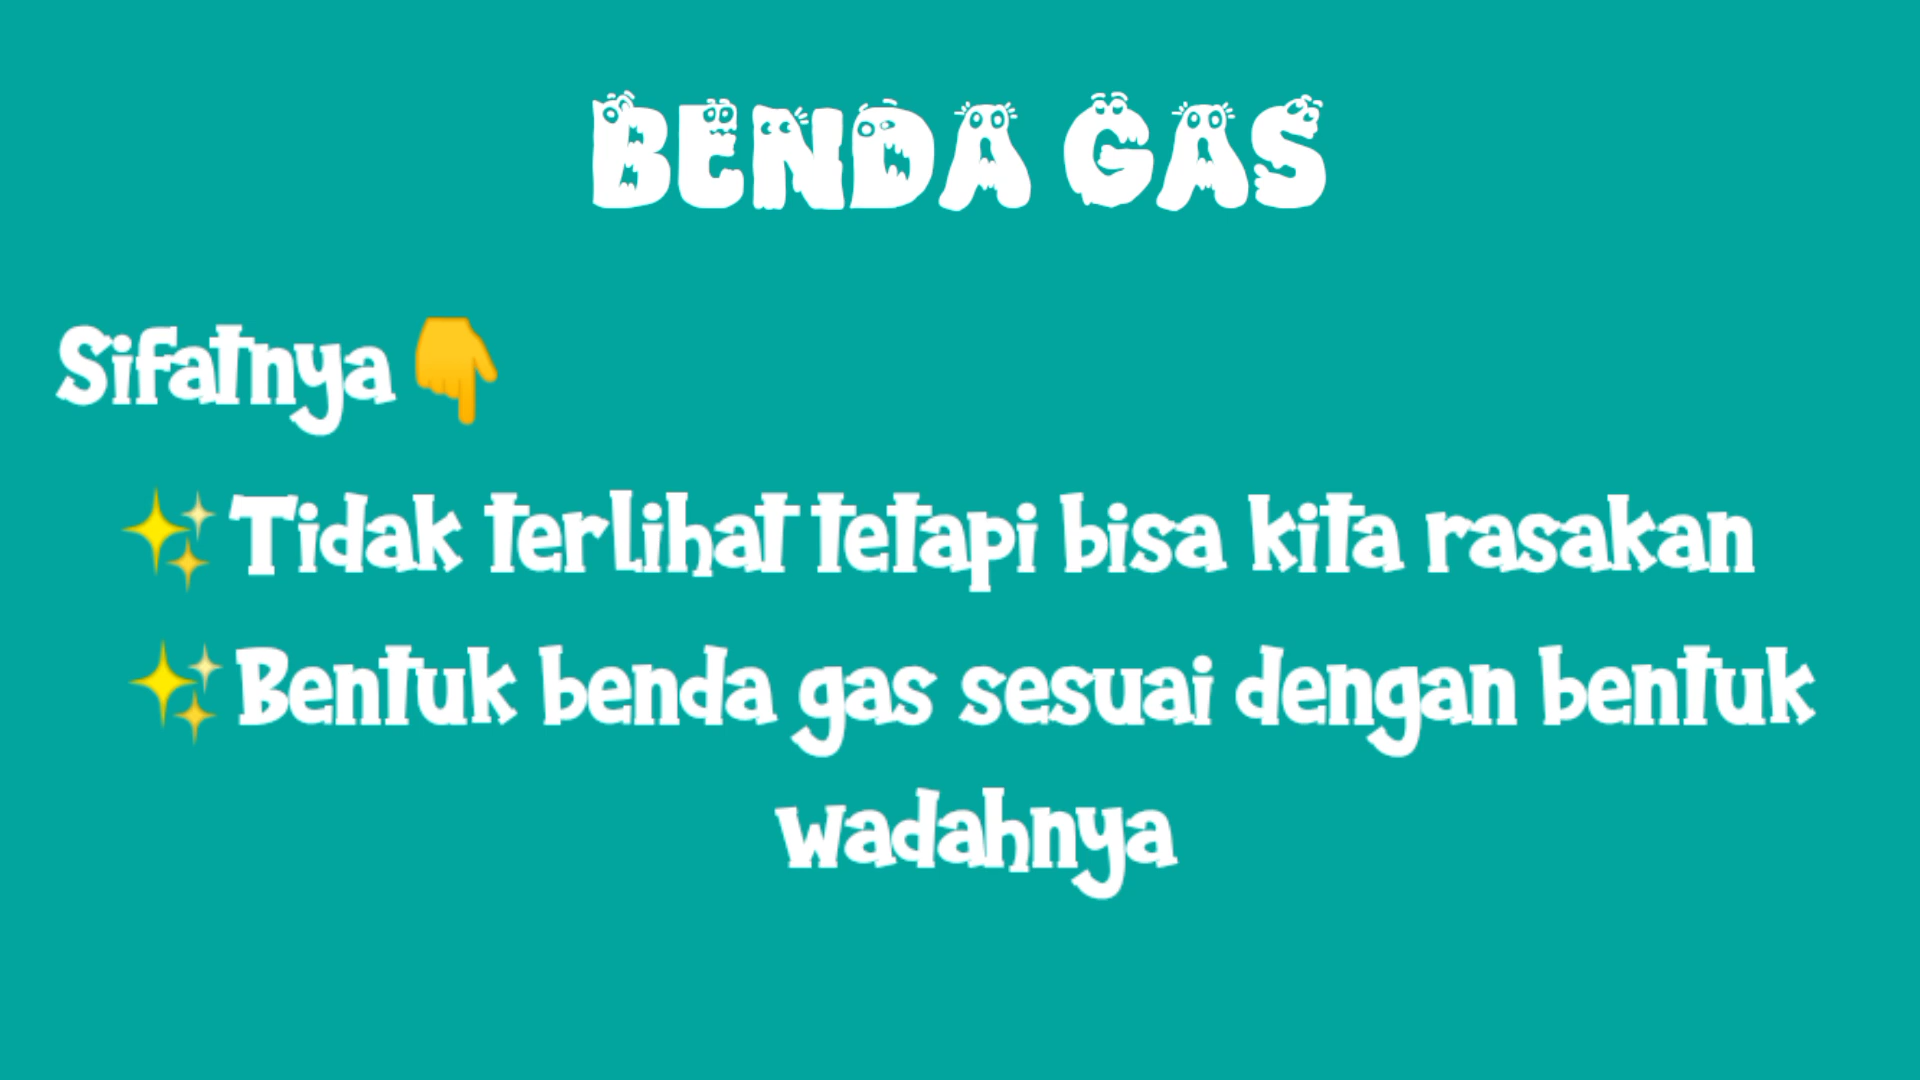 BENDA GAS
Sifatnya👇
✨Tidak terlihat tetapi bisa kita rasakan
✨Bentuk benda gas sesuai dengan bentuk
wadahnya